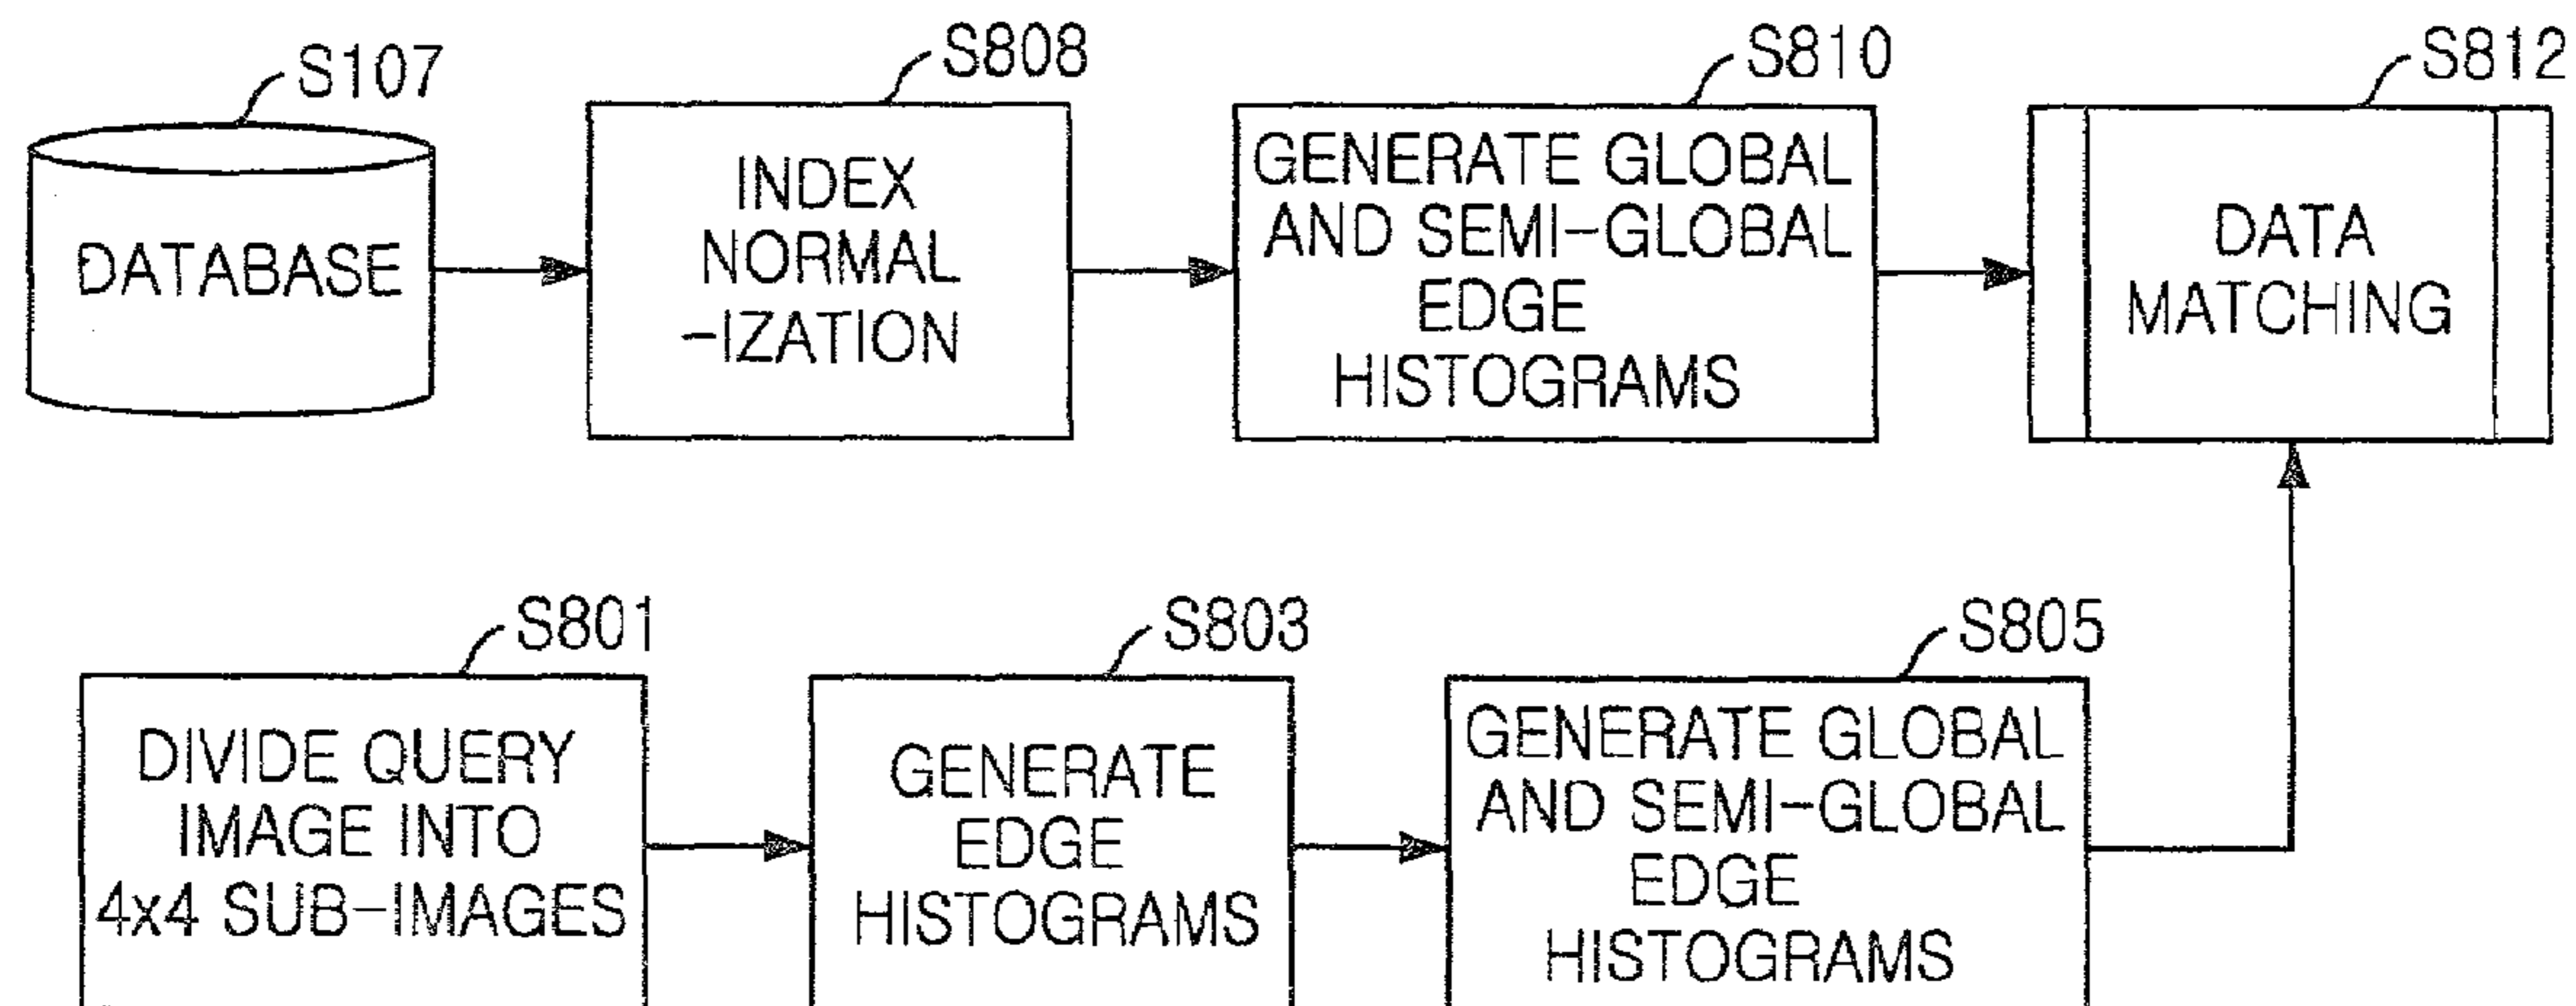 S107
DATABASE
S808
INDEX
NORMAL
-IZATION
S810
GENERATE GLOBAL
AND SEMI-GLOBAL
EDGE
HISTOGRAMS
S812
DATA
MATCHING
S801
DIVIDE QUERY
IMAGE INTO
4x4 SUB-IMAGES
S803
GENERATE
EDGE
HISTOGRAMS
S805
GENERATE GLOBAL
AND SEMI-GLOBAL
EDGE
HISTOGRAMS